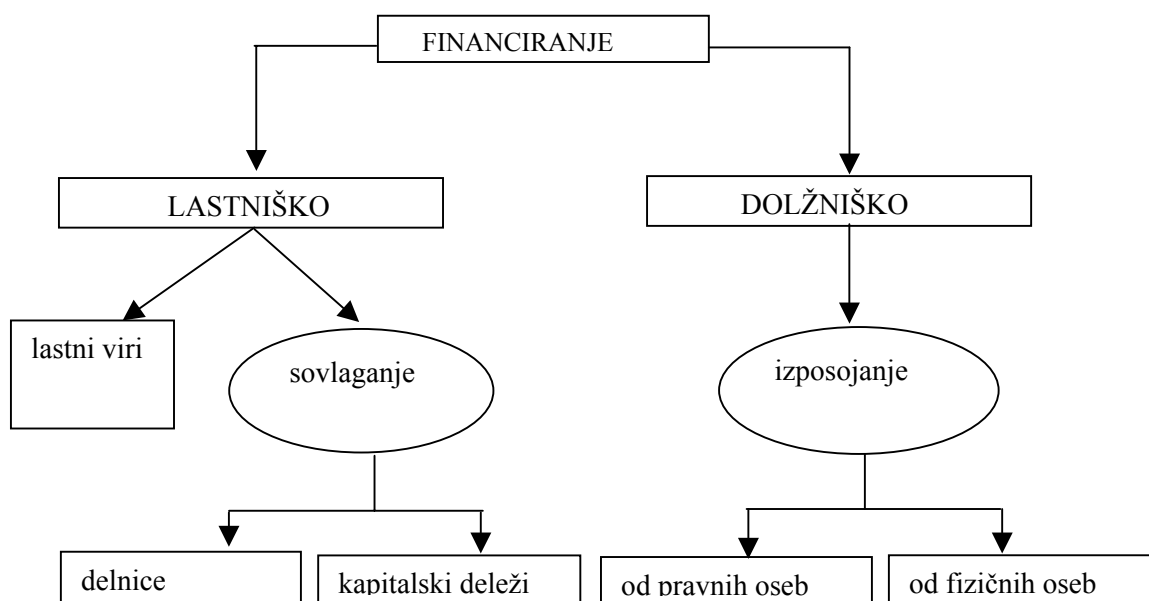 FINANCIRANJE
LASTNIŠKO
DOLŽNIŠKO
lastni viri
sovlaganje
izposojanje
delnice
kapitalski deleži
od pravnih oseb
od fizičnih oseb